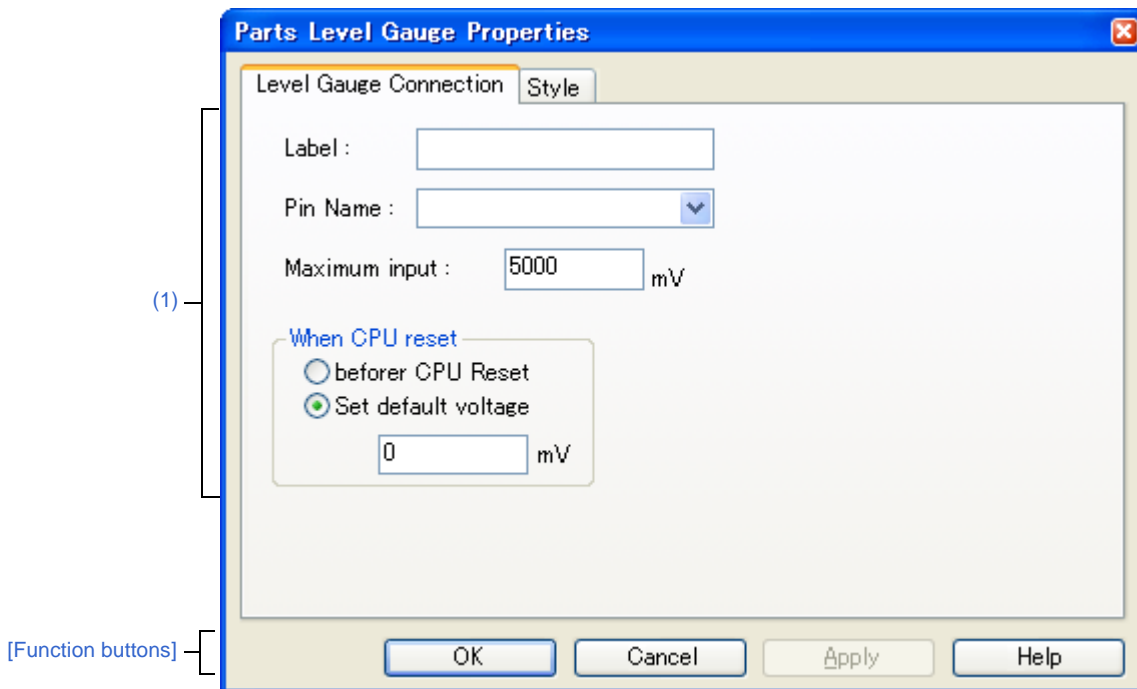 Parts Level Gauge Properties
Level Gauge Connection Style
Label :
Pin Name :
Maximum input : 5000 mV
(1)
When CPU reset
beforer CPU Reset
Set default voltage
0 mV
[Function buttons]
OK Cancel Apply Help